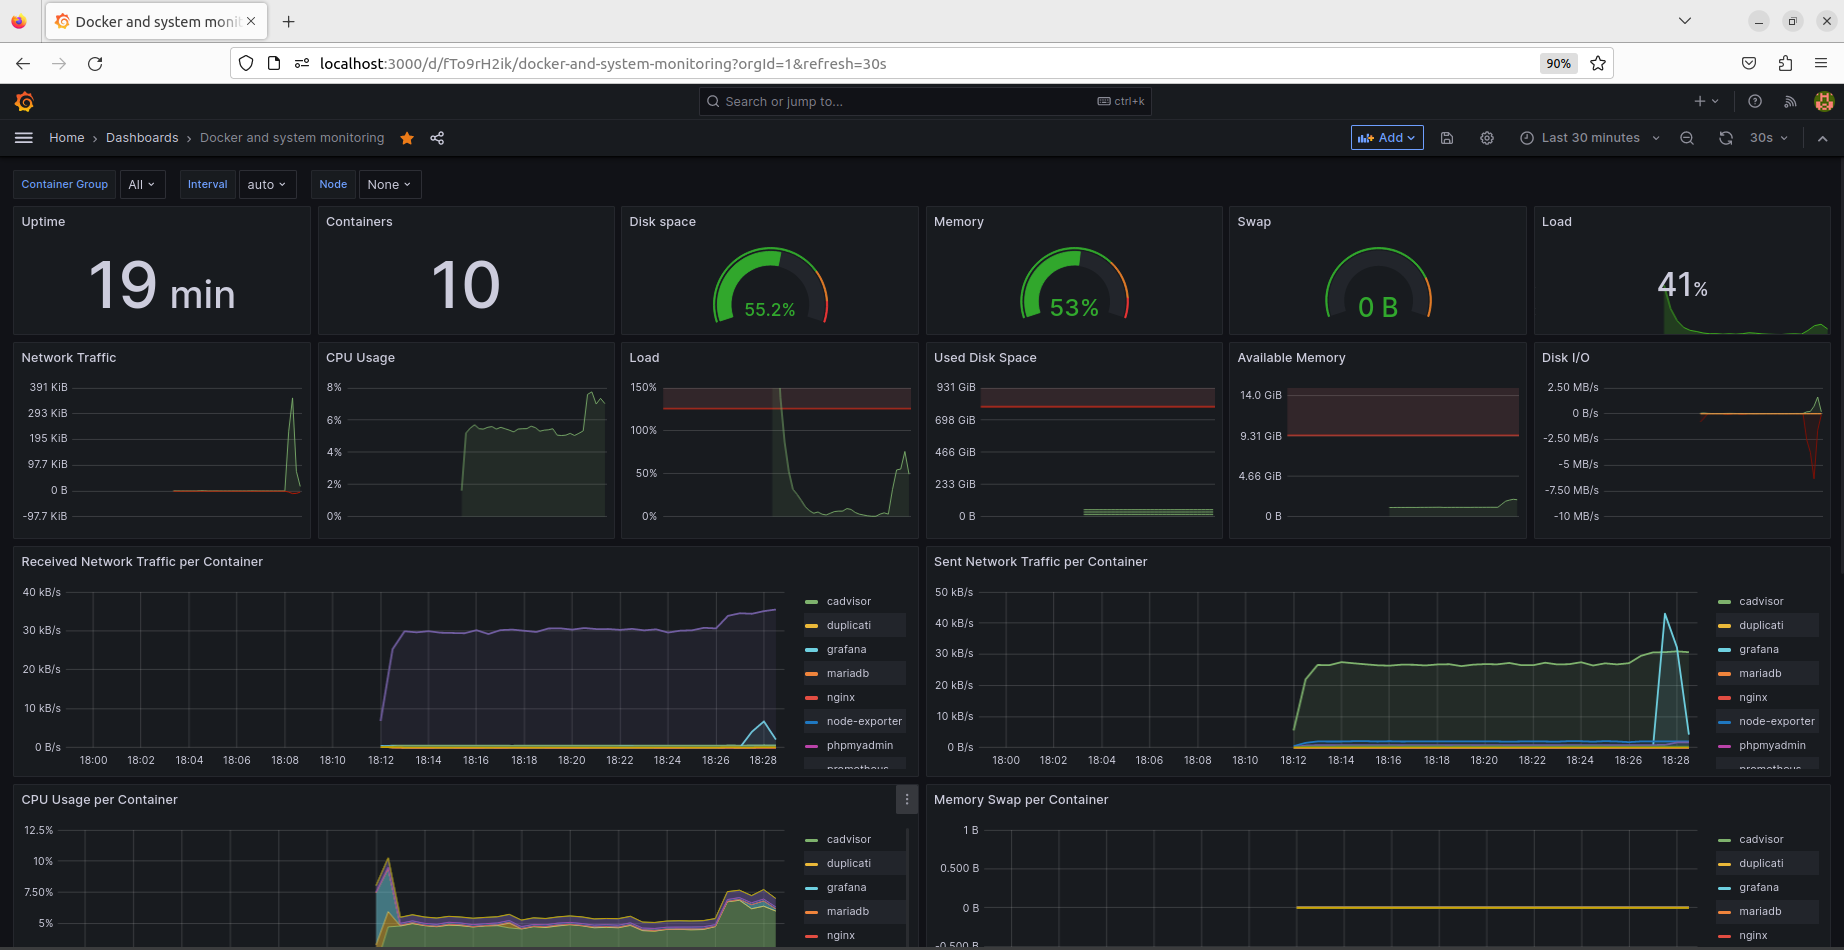 Docker and system monit
localhost:3000/d/fTo9rH2ik/docker-and-system-monitoring?orgId=1&refresh=30s
90%
Search or jump to...
ctrl+k
Home › Dashboards › Docker and system monitoring
Add
Last 30 minutes
30s
Container Group
All
Interval
auto
Node
None
Uptime
19 min
Containers
10
Disk space
55.2%
Memory
53%
Swap
0 B
Load
41%
Network Traffic
391 KiB
293 KiB
195 KiB
97.7 KiB
0 B
-97.7 KiB
CPU Usage
8%
6%
4%
2%
0%
Load
150%
100%
50%
0%
Used Disk Space
931 GiB
698 GiB
466 GiB
233 GiB
0 B
Available Memory
14.0 GiB
9.31 GiB
4.66 GiB
0 B
Disk I/O
2.50 MB/s
0 B/s
-2.50 MB/s
-5 MB/s
-7.50 MB/s
-10 MB/s
Received Network Traffic per Container
40 kB/s
30 kB/s
20 kB/s
10 kB/s
0 B/s
18:00 18:02 18:04 18:06 18:08 18:10 18:12 18:14 18:16 18:18 18:20 18:22 18:24 18:26 18:28
cadvisor
duplicati
grafana
mariadb
nginx
node-exporter
phpmyadmin
prometheus
Sent Network Traffic per Container
50 kB/s
40 kB/s
30 kB/s
20 kB/s
10 kB/s
0 B/s
18:00 18:02 18:04 18:06 18:08 18:10 18:12 18:14 18:16 18:18 18:20 18:22 18:24 18:26 18:28
cadvisor
duplicati
grafana
mariadb
nginx
node-exporter
phpmyadmin
prometheus
CPU Usage per Container
12.5%
10%
7.50%
5%
cadvisor
duplicati
grafana
mariadb
nginx
Memory Swap per Container
1 B
0.500 B
0 B
-0.500 B
cadvisor
duplicati
grafana
mariadb
nginx